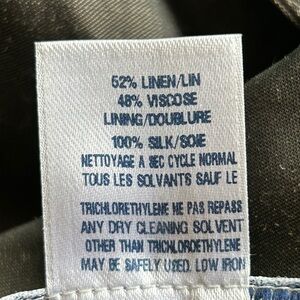 52% LINEN/LIN
48% VISCOSE
LINING/DOUBLURE
100% SILK/SOIE
NETTOYAGE A SEC CYCLE NORMAL
TOUS LES SOLVANTS SAUF LE
TRICHLORETHYLENE NE PAS REPASS
ANY DRY CLEANING SOLVENT
OTHER THAN TRICHLOROETHYLENE
MAY BE SAFELY USED. LOW IRON